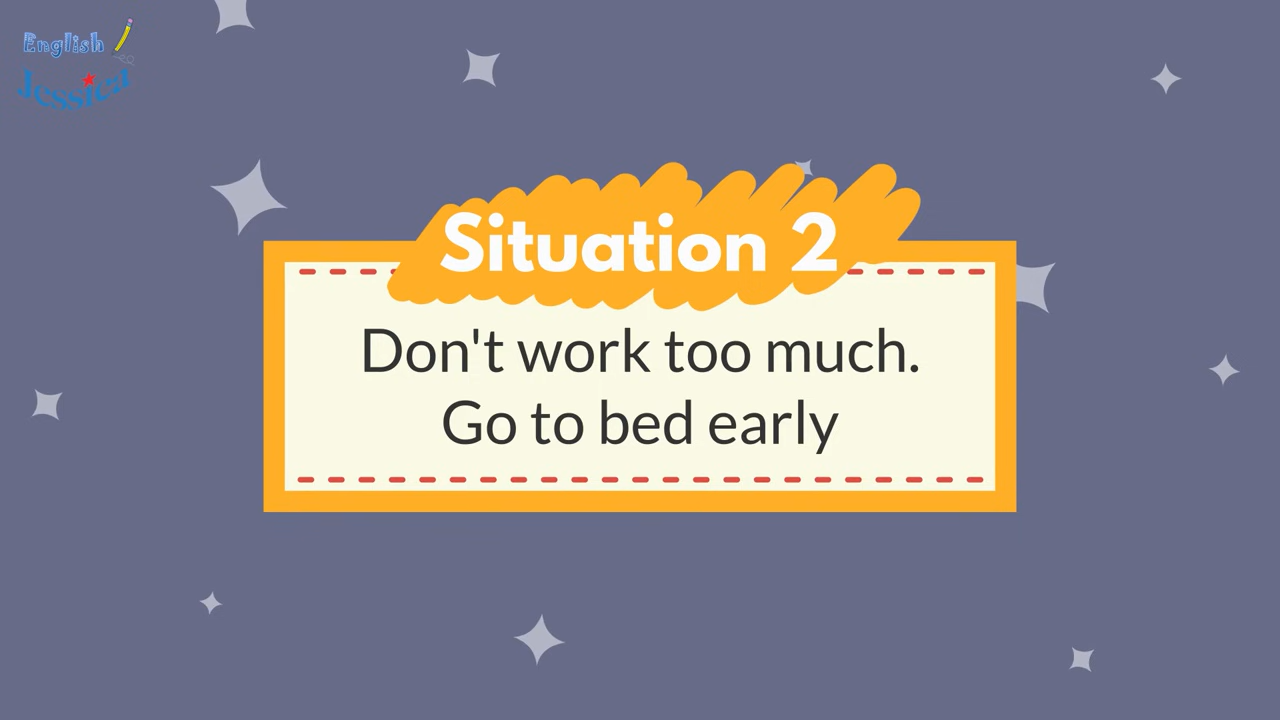 English
Jessica
Situation 2
Don't work too much.
Go to bed early